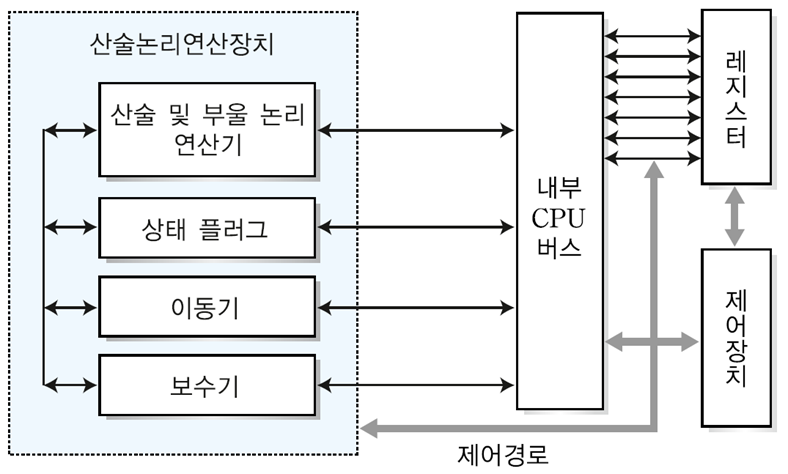 산술논리연산장치
산술 및 부울 논리
연산기
상태 플러그
이동기
보수기
내부
CPU
버스
레지스터
제어장치
제어경로